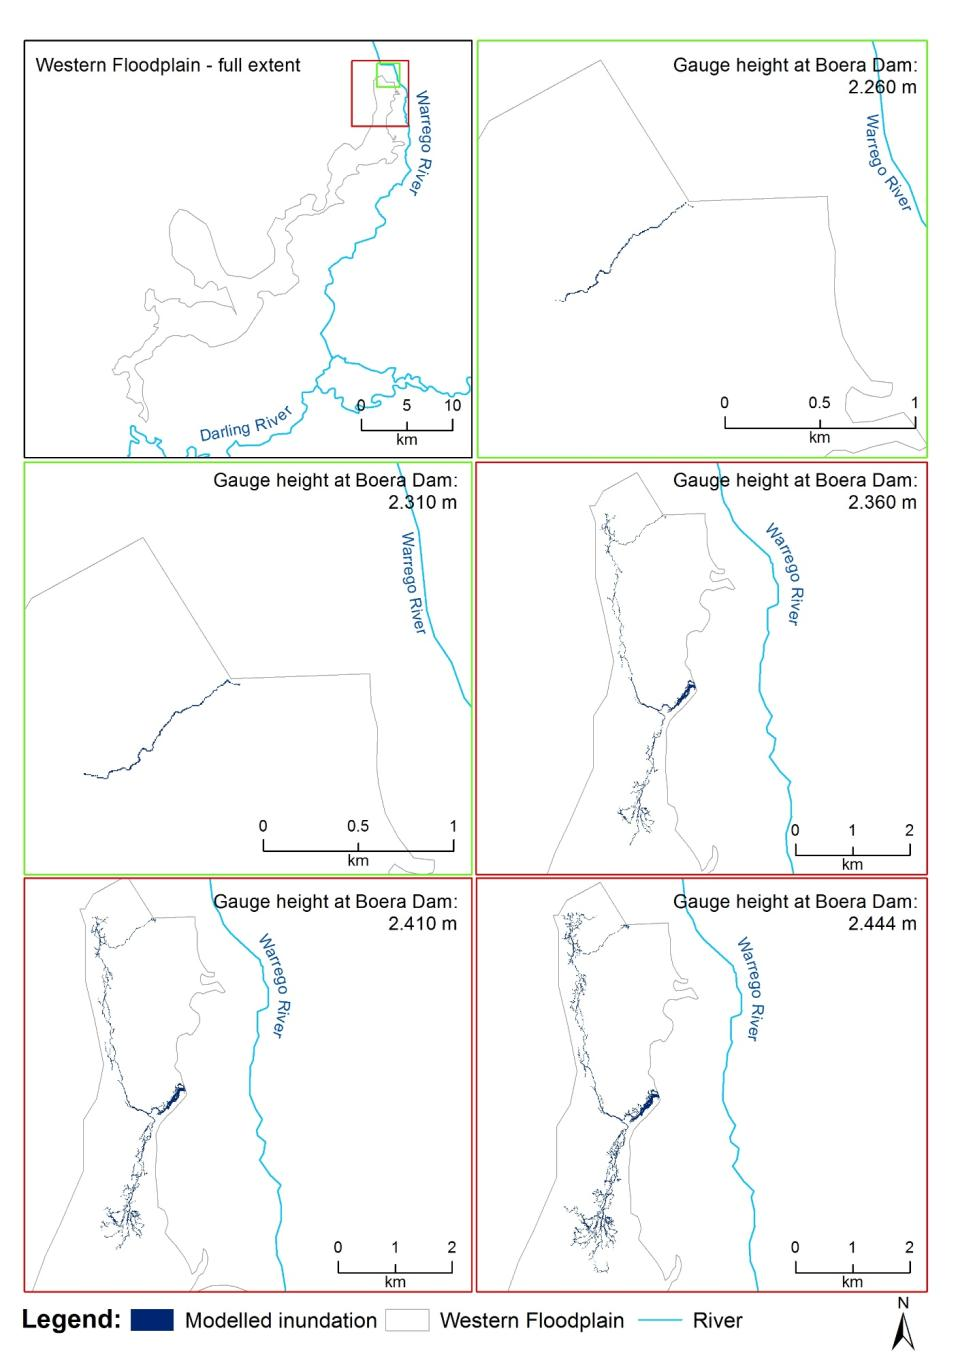 Western Floodplain - full extent
Warrego River
Darling River
0 5 10
km
Gauge height at Boera Dam:
2.260 m
Warrego River
0 0.5 1
km
Gauge height at Boera Dam:
2.310 m
Warrego River
0 0.5 1
km
Gauge height at Boera Dam:
2.360 m
Warrego River
0 1 2
km
Gauge height at Boera Dam:
2.410 m
Warrego River
0 1 2
km
Gauge height at Boera Dam:
2.444 m
Warrego River
0 1 2
km
Legend: Modelled inundation Western Floodplain River
N